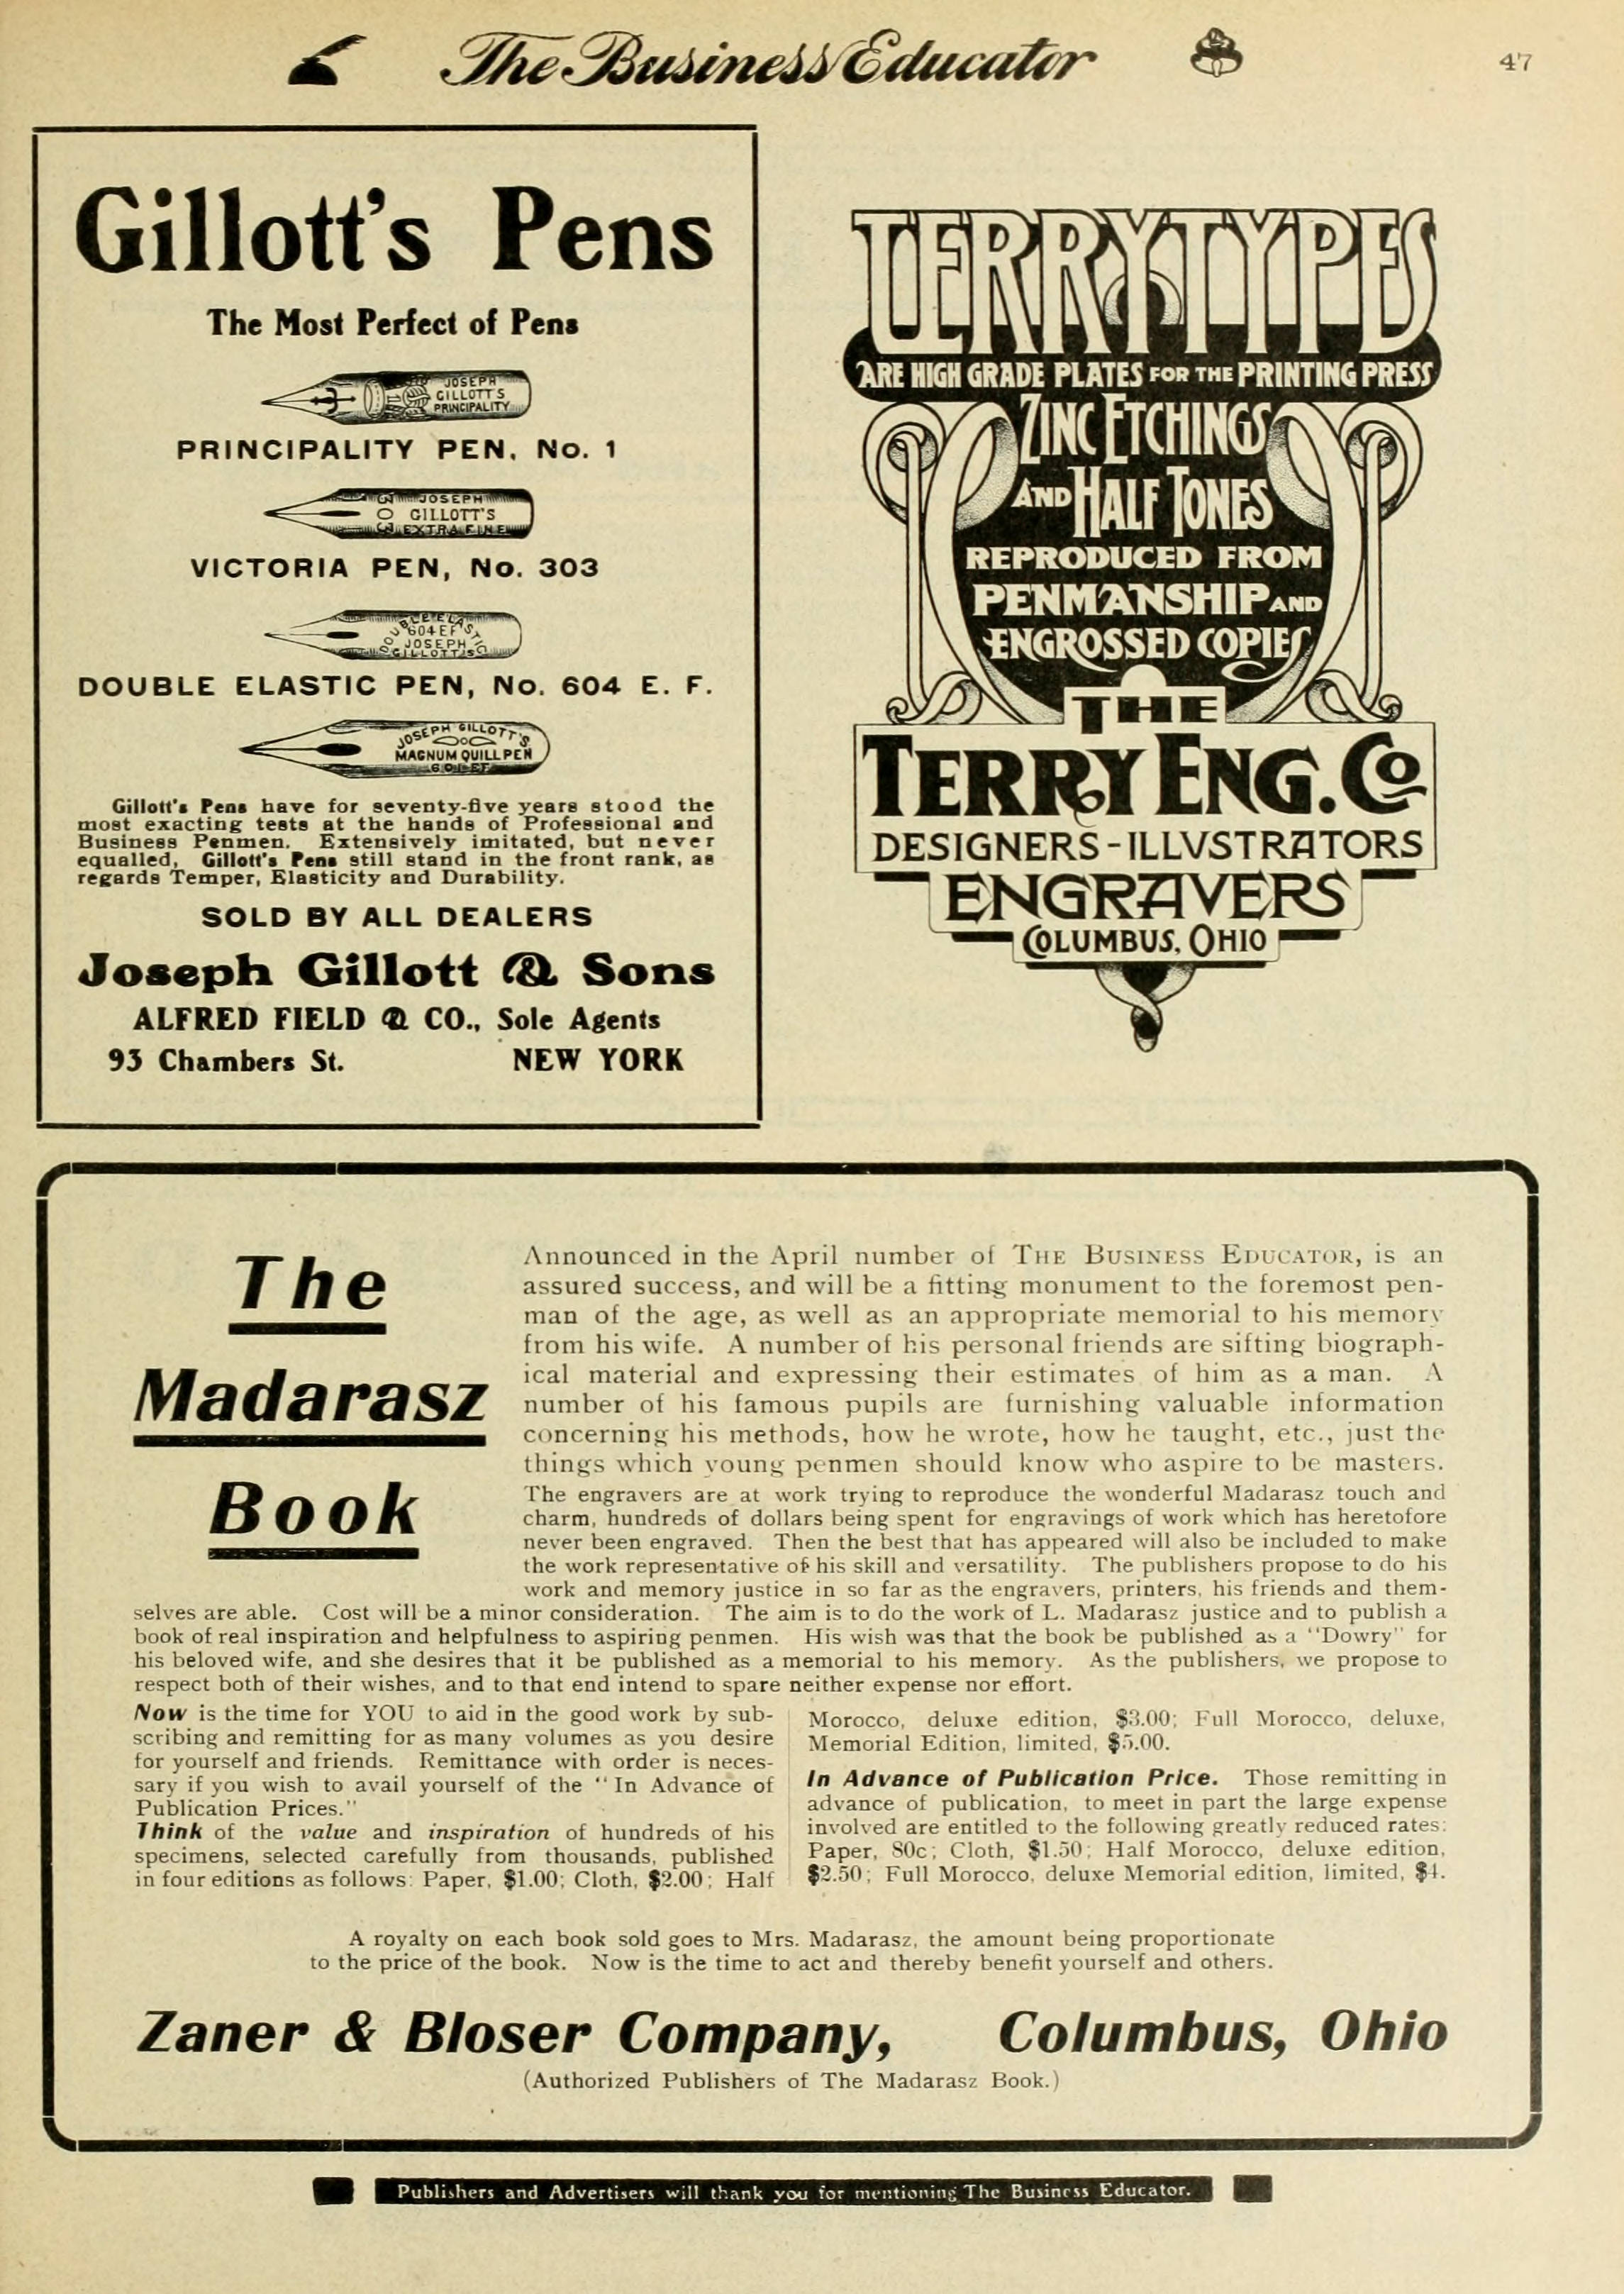 The Business Educator
47
Gillott's Pens
The Most Perfect of Pens
JOSEPH
GILLOTT'S
PRINCIPALITY
PRINCIPALITY PEN, No. 1
303
JOSEPH
GILLOTT'S
EXTRA FINE
VICTORIA PEN, No. 303
DOUBLE ELASTIC
604 EF
JOSEPH
GILLOTT'S
DOUBLE ELASTIC PEN, No. 604 E. F.
JOSEPH GILLOTT'S
MAGNUM QUILL PEN
601 EF
Gillott's Pens have for seventy-five years stood the
most exacting tests at the hands of Professional and
Business Penmen. Extensively imitated, but never
equalled, Gillott's Pens still stand in the front rank, as
regards Temper, Elasticity and Durability.
SOLD BY ALL DEALERS
Joseph Gillott & Sons
ALFRED FIELD & CO., Sole Agents
93 Chambers St. NEW YORK
TERRYTYPES
ARE HIGH GRADE PLATES FOR THE PRINTING PRESS
ZINC ETCHINGS
AND HALF TONES
REPRODUCED FROM
PENMANSHIP AND
ENGROSSED COPIES
THE
TERRY ENG. Co
DESIGNERS - ILLVSTRATORS
ENGRAVERS
COLUMBUS, OHIO
The
Madarasz
Book
Announced in the April number of THE BUSINESS EDUCATOR, is an
assured success, and will be a fitting monument to the foremost pen-
man of the age, as well as an appropriate memorial to his memory
from his wife. A number of his personal friends are sifting biograph-
ical material and expressing their estimates of him as a man. A
number of his famous pupils are furnishing valuable information
concerning his methods, how he wrote, how he taught, etc., just the
things which young penmen should know who aspire to be masters.
The engravers are at work trying to reproduce the wonderful Madarasz touch and
charm, hundreds of dollars being spent for engravings of work which has heretofore
never been engraved. Then the best that has appeared will also be included to make
the work representative of his skill and versatility. The publishers propose to do his
work and memory justice in so far as the engravers, printers, his friends and them-
selves are able. Cost will be a minor consideration. The aim is to do the work of L. Madarasz justice and to publish a
book of real inspiration and helpfulness to aspiring penmen. His wish was that the book be published as a "Dowry" for
his beloved wife, and she desires that it be published as a memorial to his memory. As the publishers, we propose to
respect both of their wishes, and to that end intend to spare neither expense nor effort.
Now is the time for YOU to aid in the good work by sub-
scribing and remitting for as many volumes as you desire
for yourself and friends. Remittance with order is neces-
sary if you wish to avail yourself of the "In Advance of
Publication Prices."
Think of the value and inspiration of hundreds of his
specimens, selected carefully from thousands, published
in four editions as follows: Paper, $1.00; Cloth, $2.00; Half
Morocco, deluxe edition, $3.00; Full Morocco, deluxe,
Memorial Edition, limited, $5.00.
In Advance of Publication Price. Those remitting in
advance of publication, to meet in part the large expense
involved are entitled to the following greatly reduced rates:
Paper, 80c; Cloth, $1.50; Half Morocco, deluxe edition,
$2.50; Full Morocco, deluxe Memorial edition, limited, $4.
A royalty on each book sold goes to Mrs. Madarasz, the amount being proportionate
to the price of the book. Now is the time to act and thereby benefit yourself and others.
Zaner & Bloser Company, Columbus, Ohio
(Authorized Publishers of The Madarasz Book.)
Publishers and Advertisers will thank you for mentioning The Business Educator.